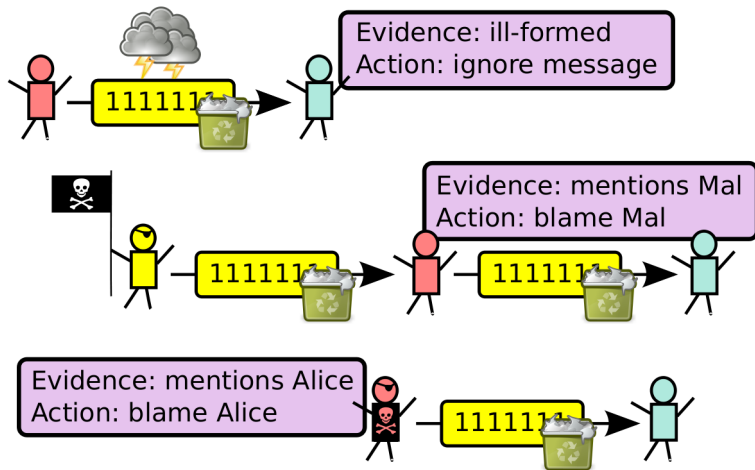 Evidence: ill-formed
Action: ignore message
1111111
Evidence: mentions Mal
Action: blame Mal
1111111
1111111
Evidence: mentions Alice
Action: blame Alice
1111111